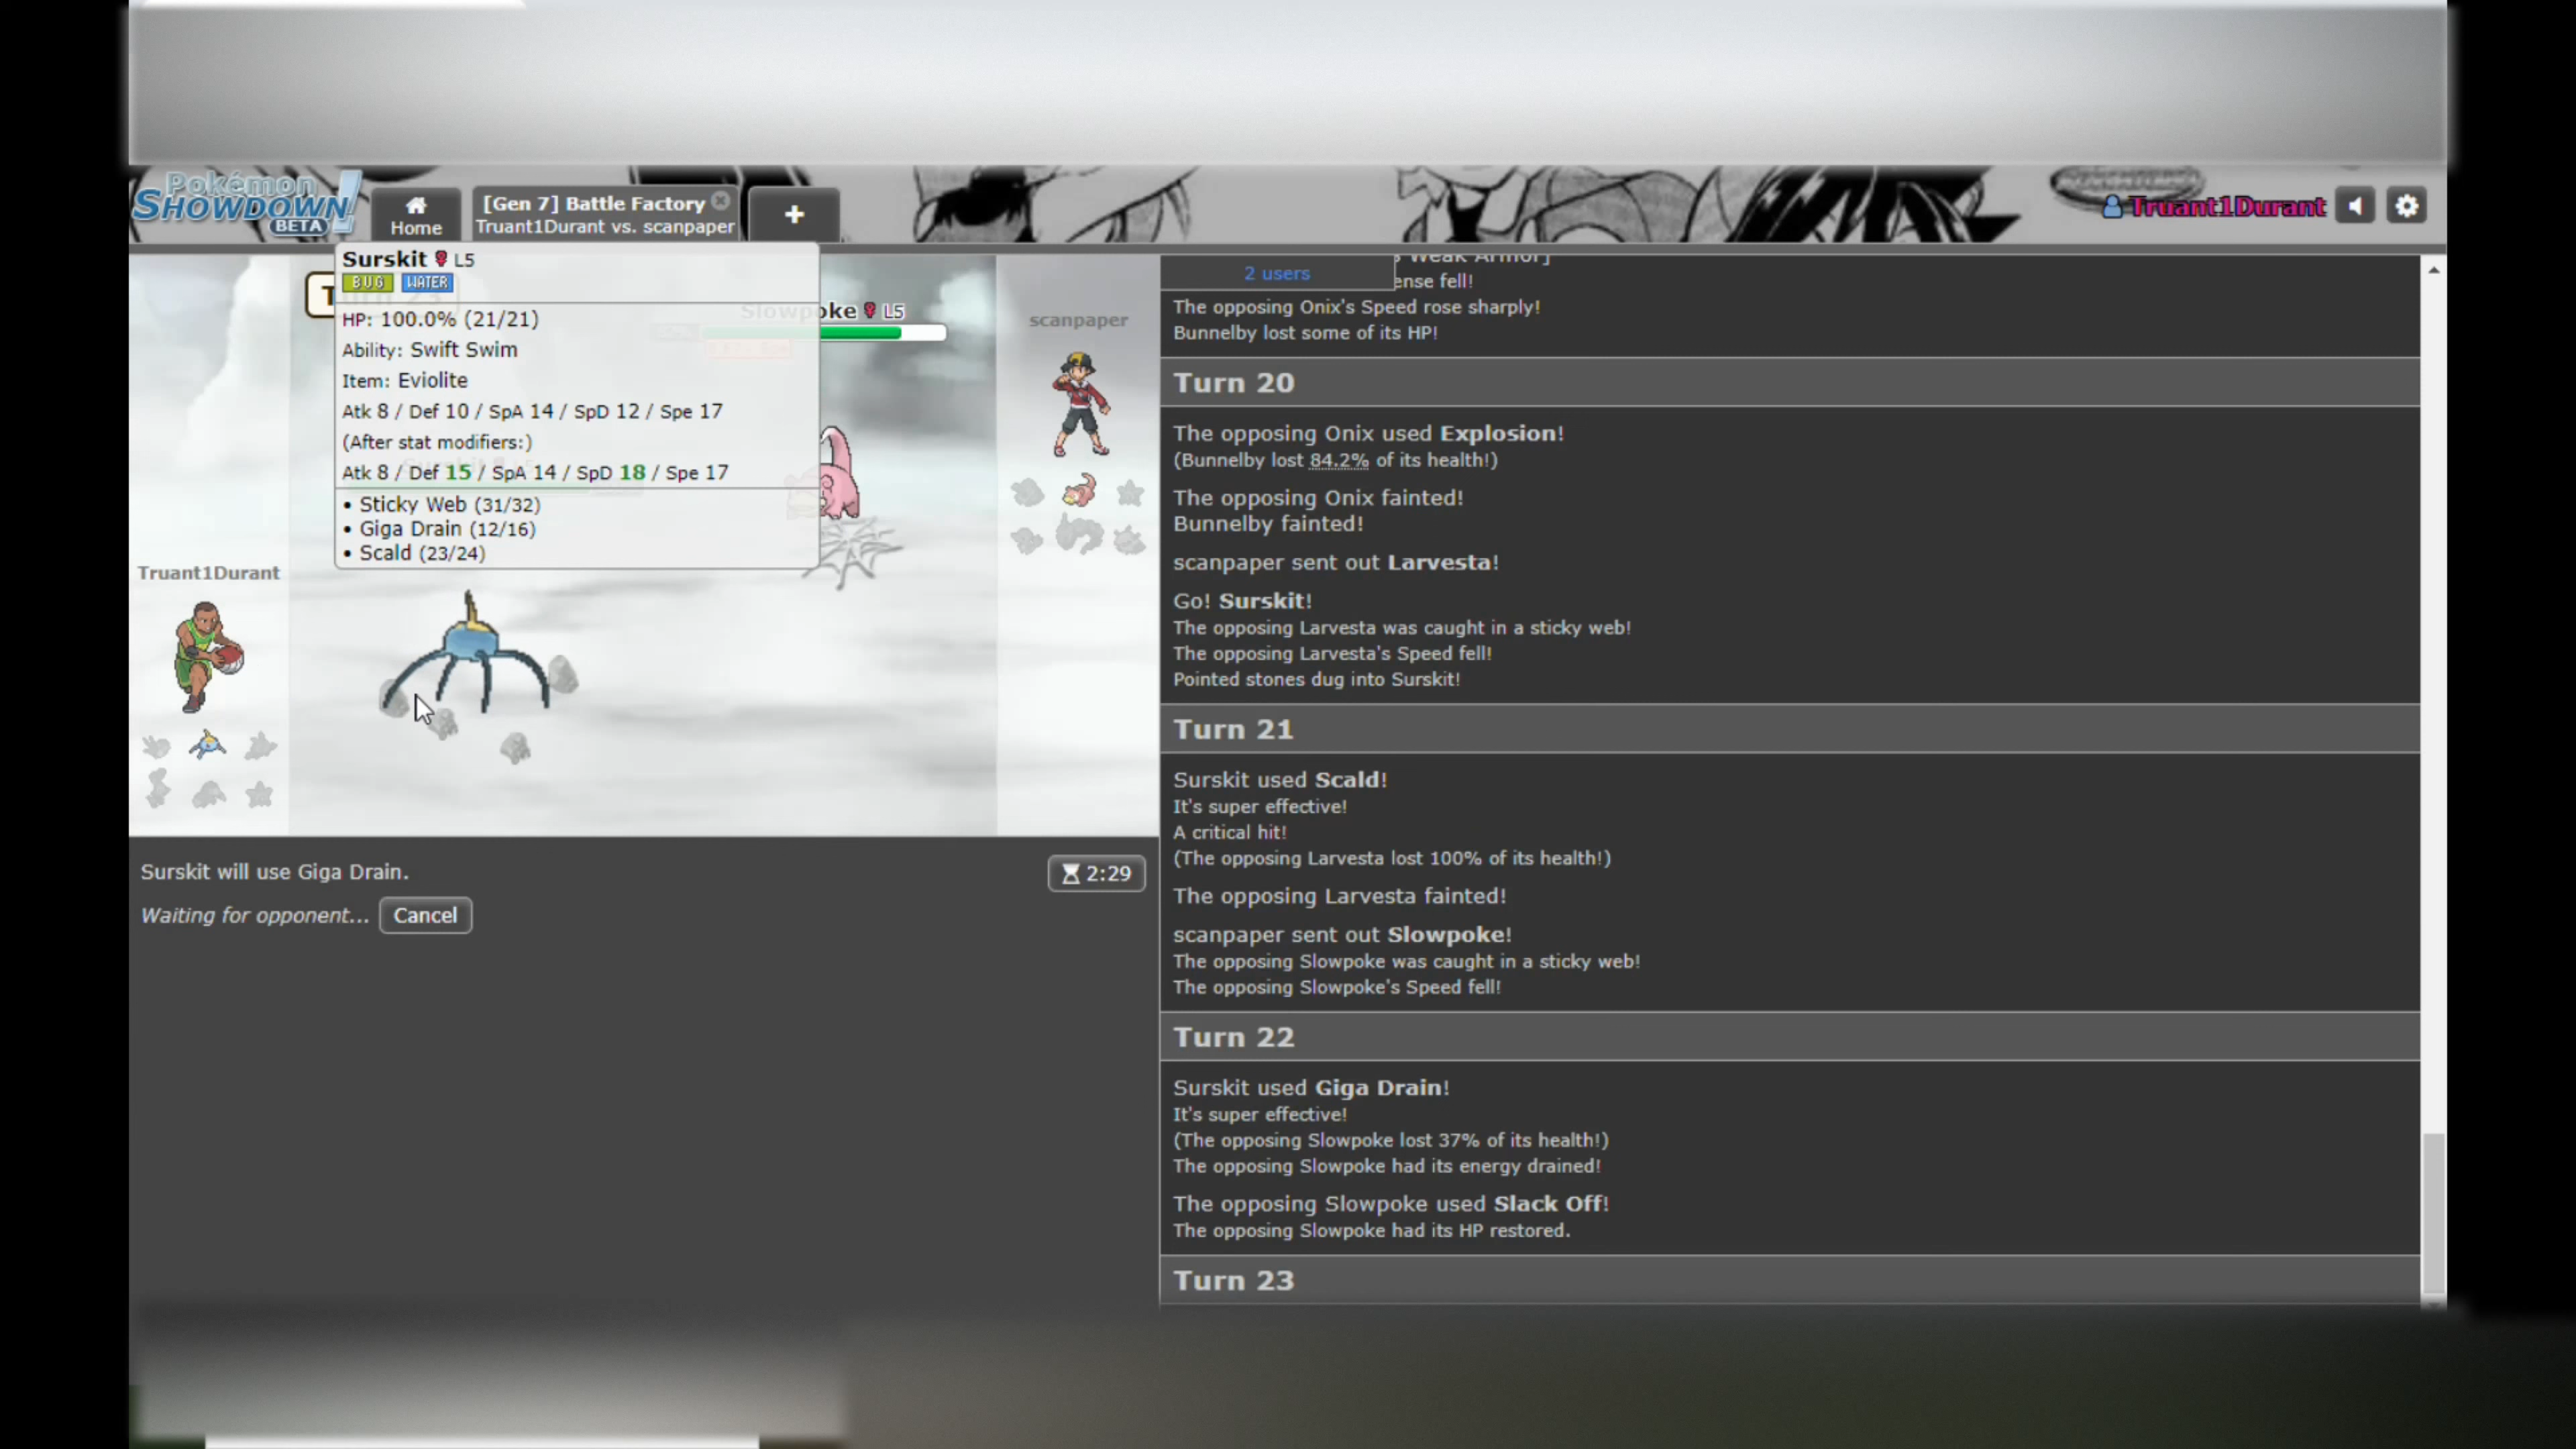 Pokémon
SHOWDOWN!
BETA
Home
[Gen 7] Battle Factory
Truant1Durant vs. scanpaper
Truant1Durant
Surskit L5
BUG WATER
HP: 100.0% (21/21)
Ability: Swift Swim
Item: Eviolite
Atk 8 / Def 10 / SpA 14 / SpD 12 / Spe 17
(After stat modifiers:)
Atk 8 / Def 15 / SpA 14 / SpD 18 / Spe 17
• Sticky Web (31/32)
• Giga Drain (12/16)
• Scald (23/24)
Slowpoke L5
scanpaper
Truant1Durant
Surskit will use Giga Drain.
2:29
Waiting for opponent... Cancel
2 users
Weak Armor]
ense fell!
The opposing Onix's Speed rose sharply!
Bunnelby lost some of its HP!
Turn 20
The opposing Onix used Explosion!
(Bunnelby lost 84.2% of its health!)
The opposing Onix fainted!
Bunnelby fainted!
scanpaper sent out Larvesta!
Go! Surskit!
The opposing Larvesta was caught in a sticky web!
The opposing Larvesta's Speed fell!
Pointed stones dug into Surskit!
Turn 21
Surskit used Scald!
It's super effective!
A critical hit!
(The opposing Larvesta lost 100% of its health!)
The opposing Larvesta fainted!
scanpaper sent out Slowpoke!
The opposing Slowpoke was caught in a sticky web!
The opposing Slowpoke's Speed fell!
Turn 22
Surskit used Giga Drain!
It's super effective!
(The opposing Slowpoke lost 37% of its health!)
The opposing Slowpoke had its energy drained!
The opposing Slowpoke used Slack Off!
The opposing Slowpoke had its HP restored.
Turn 23